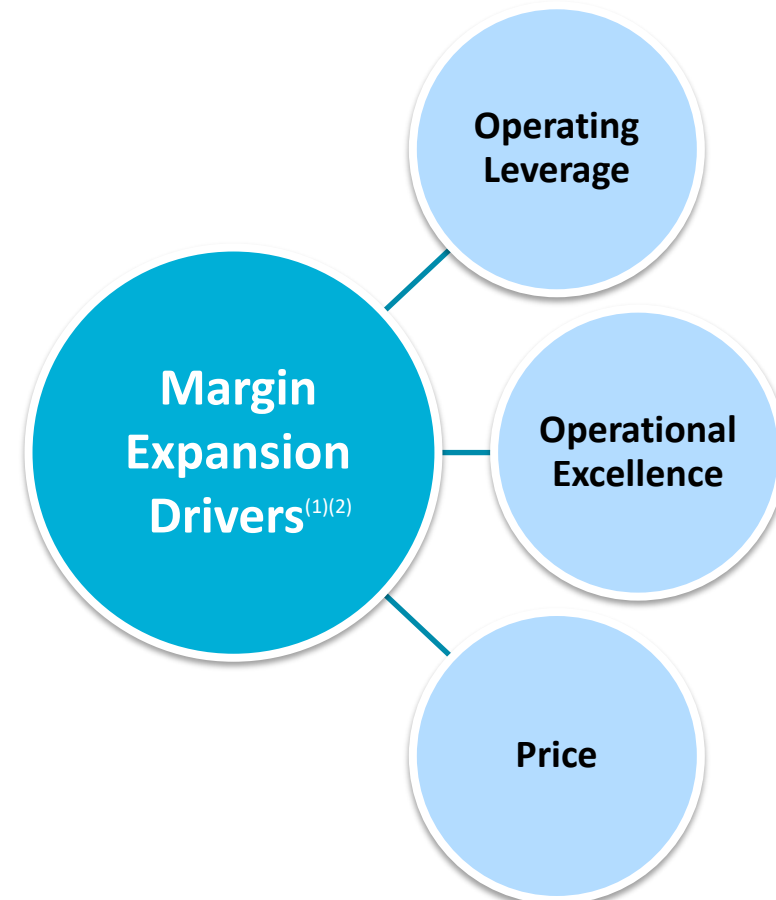 Margin
Expansion
Drivers(1)(2)
Operating
Leverage
Operational
Excellence
Price